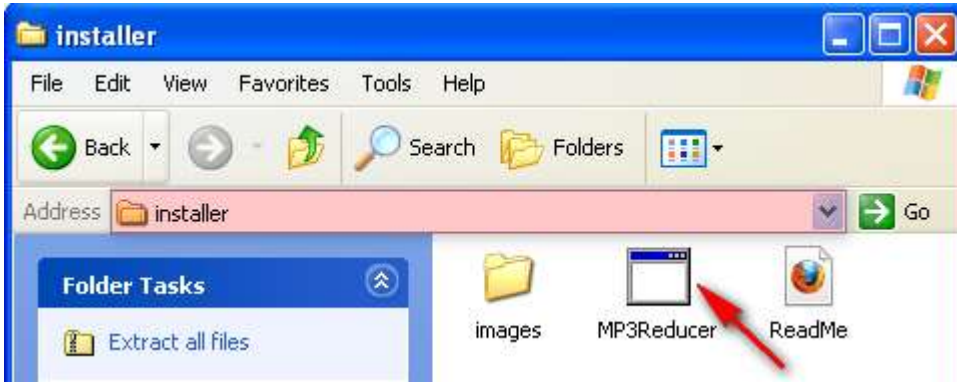 installer
File Edit View Favorites Tools Help
Back Search Folders
Address installer Go
Folder Tasks
Extract all files
images MP3Reducer ReadMe